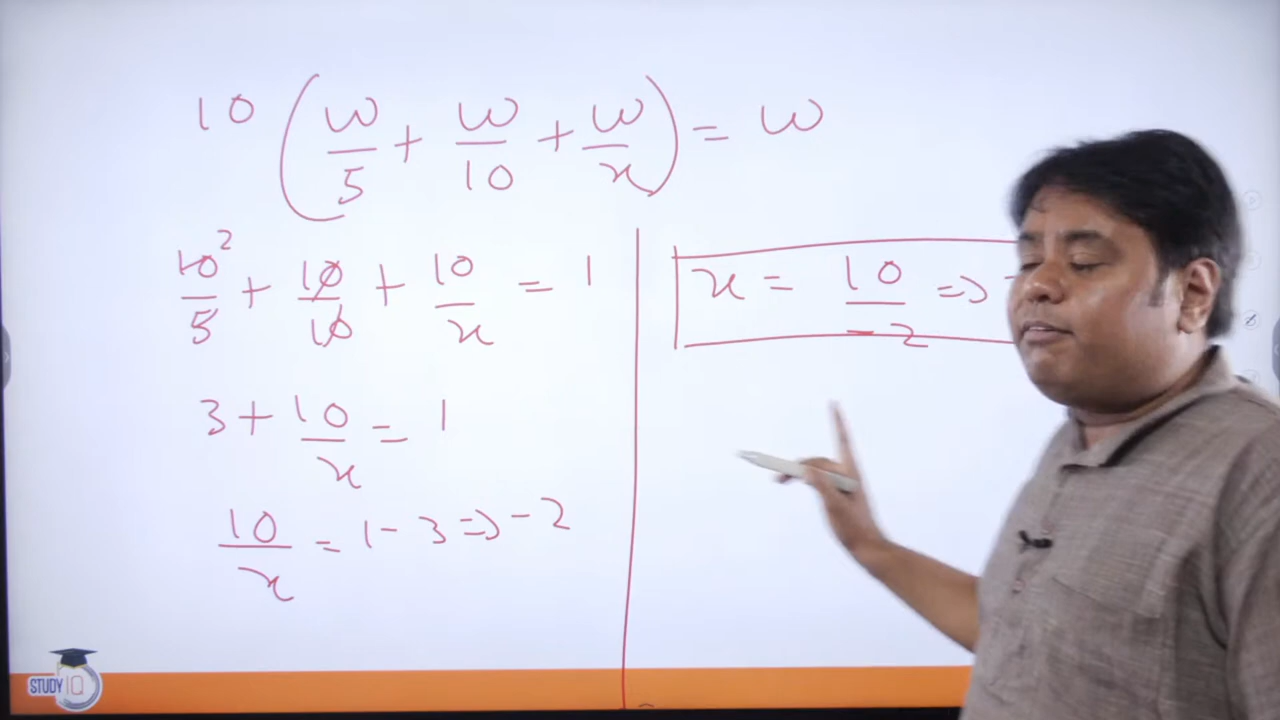 10 ( w/5 + w/10 + w/x ) = w
10²/5 + 10/10 + 10/x = 1
3 + 10/x = 1
10/x = 1 - 3 => -2
x = 10/-2 =>
STUDY IQ